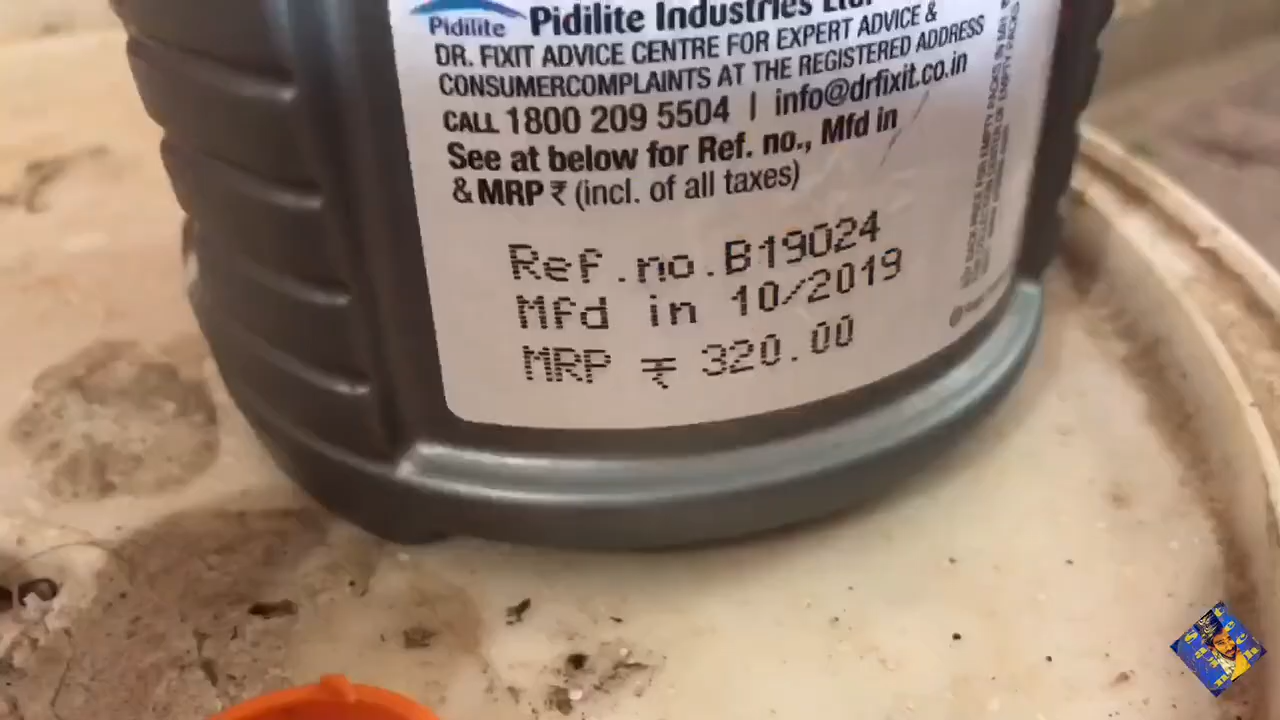 Pidilite
Pidilite Industries Ltd.
DR. FIXIT ADVICE CENTRE FOR EXPERT ADVICE &
CONSUMERCOMPLAINTS AT THE REGISTERED ADDRESS
CALL 1800 209 5504 | info@drfixit.co.in
See at below for Ref. no., Mfd in
& MRP ₹ (incl. of all taxes)
Ref.no.B19024
Mfd in 10/2019
MRP ₹ 320.00